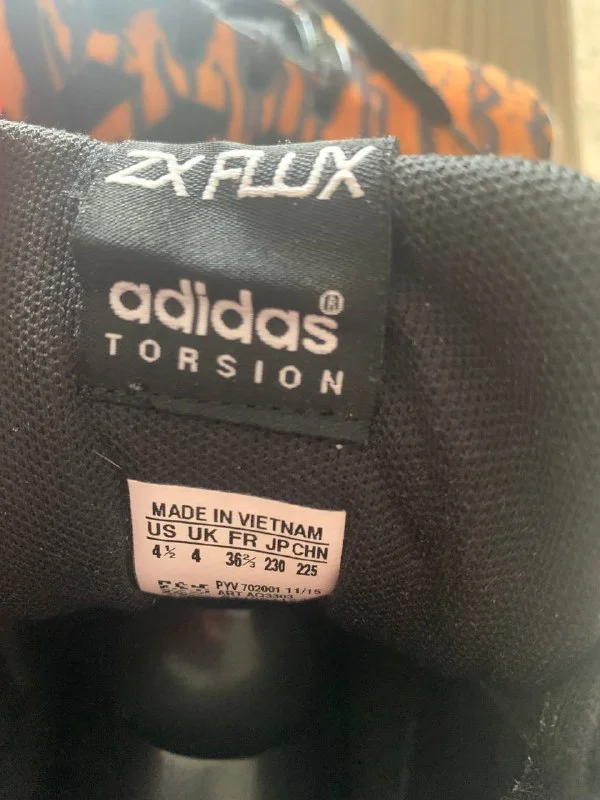 ZX FLUX
adidas®
TORSION
MADE IN VIETNAM
US UK FR JP CHN
4½ 4 36⅔ 230 225
PYV 702001 11/15
ART